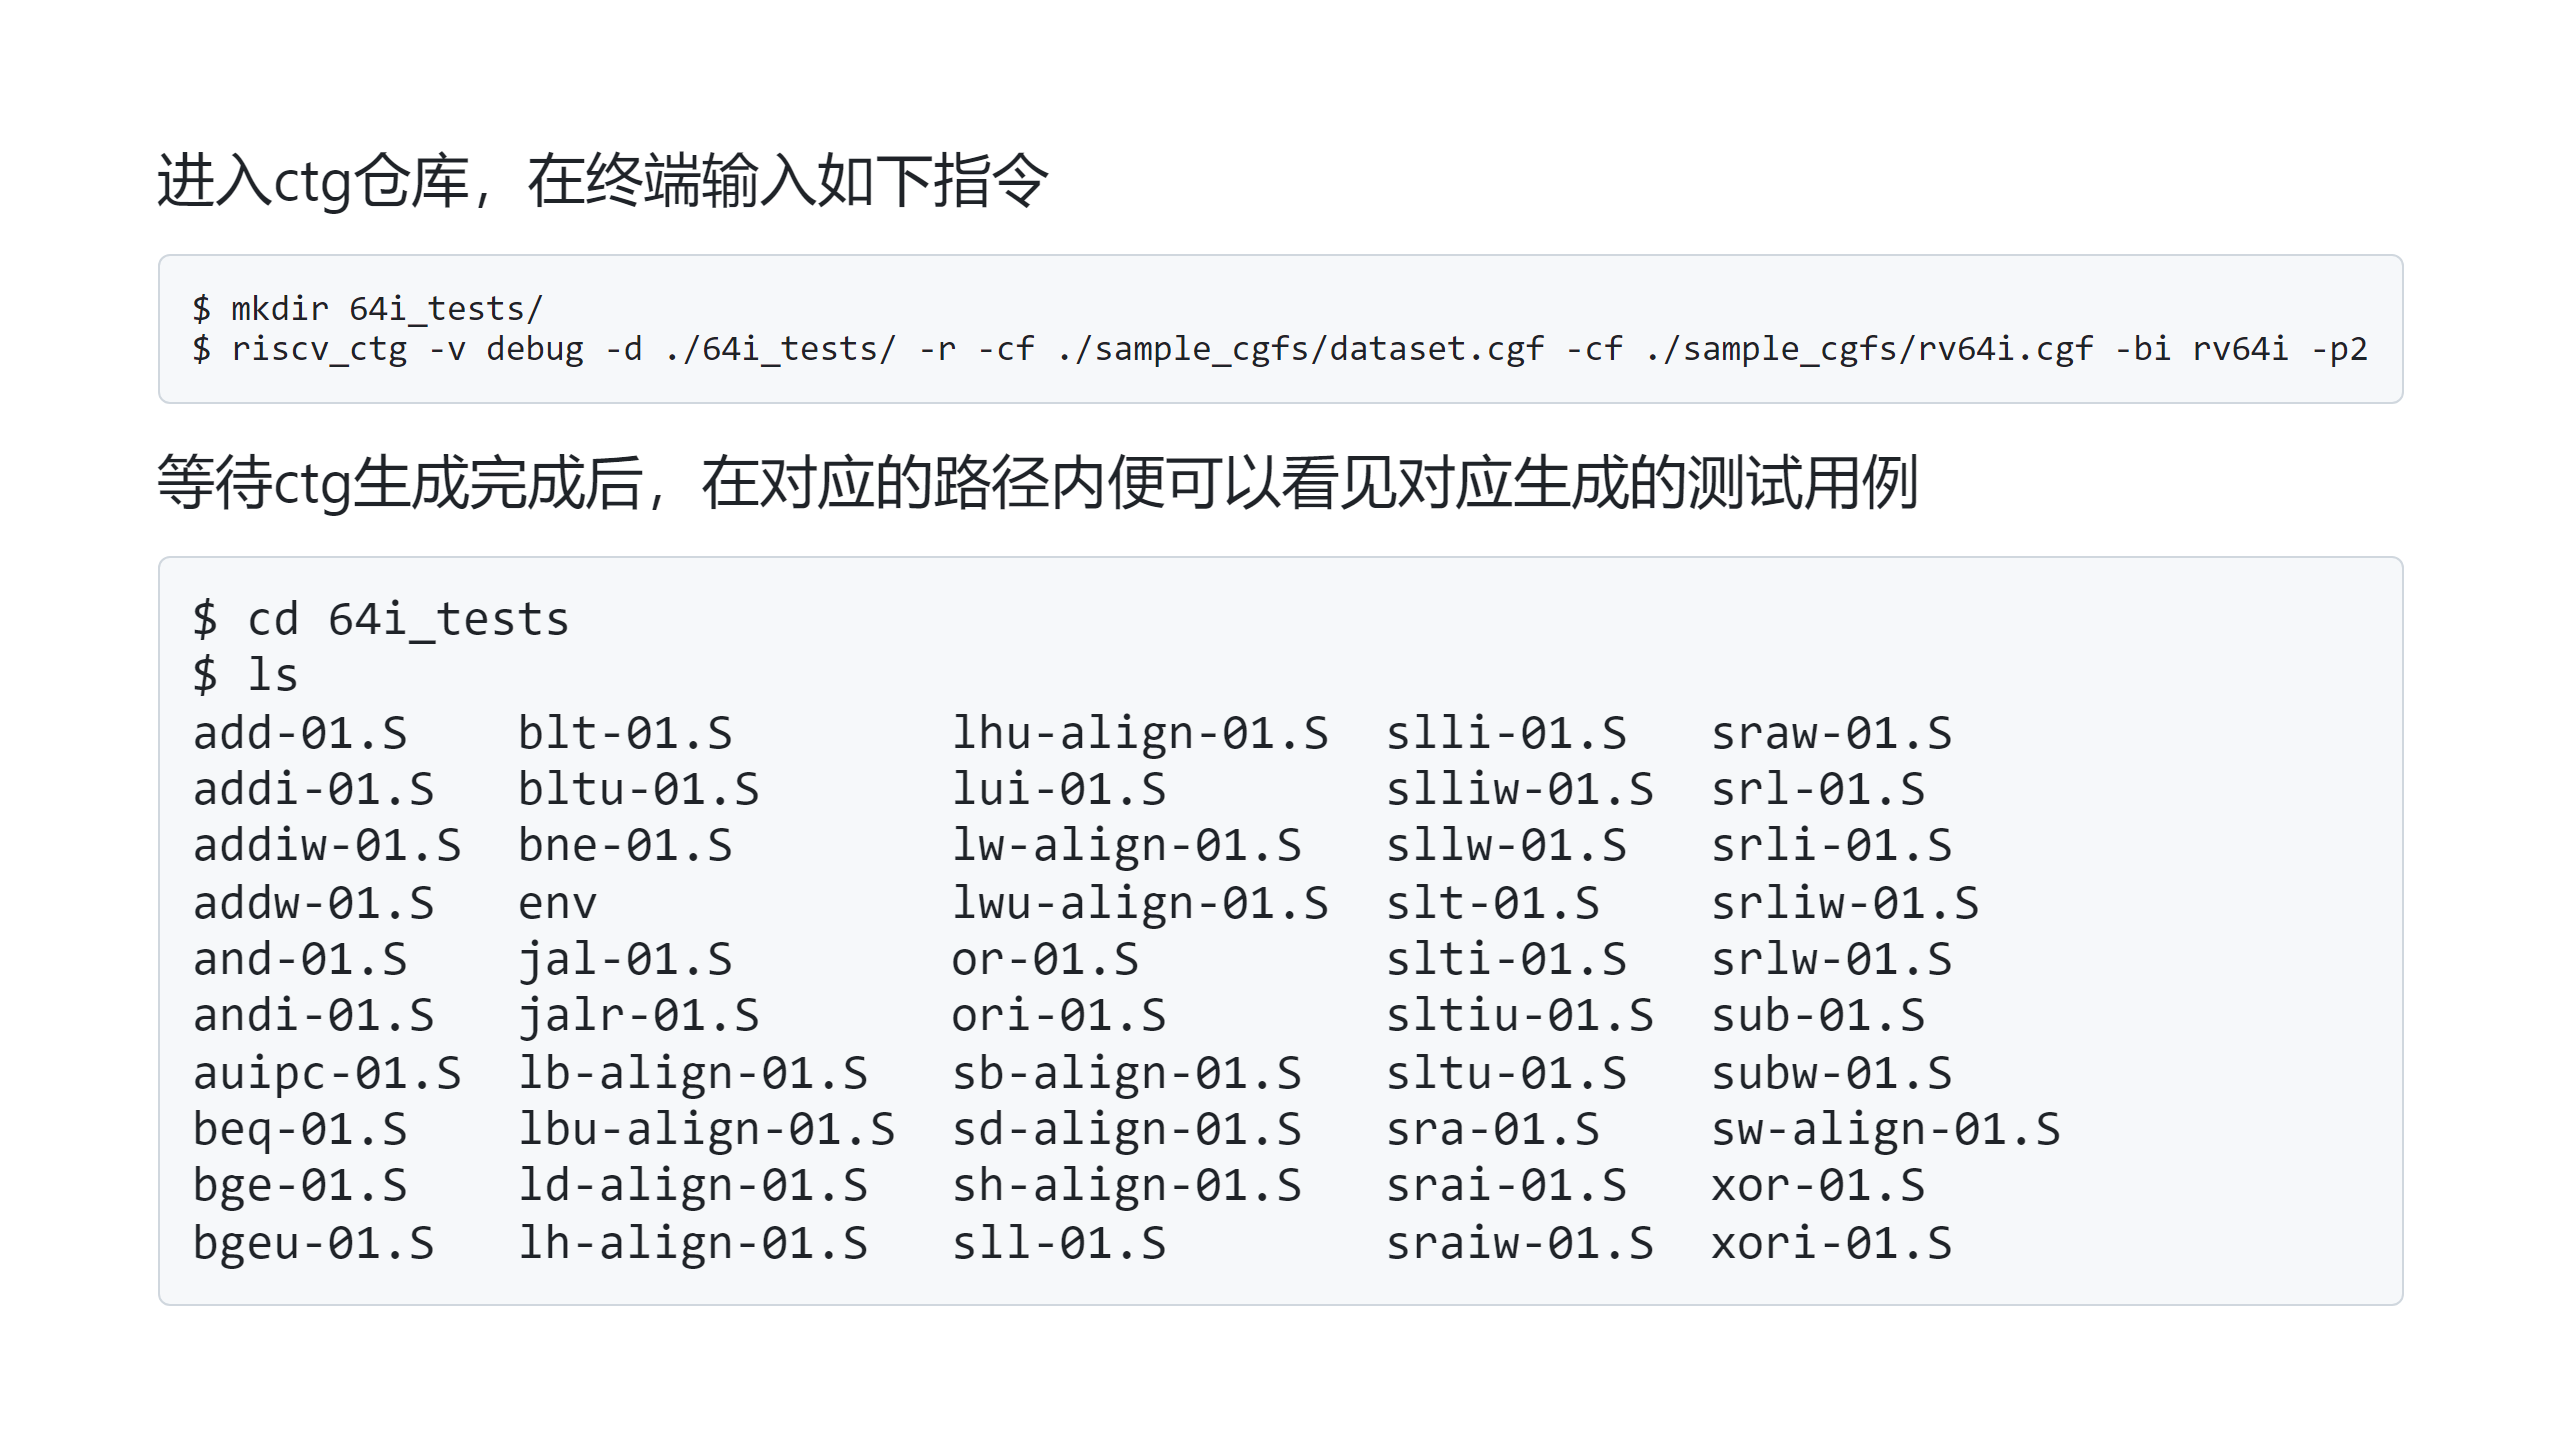 进入ctg仓库，在终端输入如下指令
$ mkdir 64i_tests/
$ riscv_ctg -v debug -d ./64i_tests/ -r -cf ./sample_cgfs/dataset.cgf -cf ./sample_cgfs/rv64i.cgf -bi rv64i -p2
等待ctg生成完成后，在对应的路径内便可以看见对应生成的测试用例
$ cd 64i_tests
$ ls
add-01.S    blt-01.S        lhu-align-01.S  slli-01.S   sraw-01.S
addi-01.S   bltu-01.S       lui-01.S        slliw-01.S  srl-01.S
addiw-01.S  bne-01.S        lw-align-01.S   sllw-01.S   srli-01.S
addw-01.S   env             lwu-align-01.S  slt-01.S    srliw-01.S
and-01.S    jal-01.S        or-01.S         slti-01.S   srlw-01.S
andi-01.S   jalr-01.S       ori-01.S        sltiu-01.S  sub-01.S
auipc-01.S  lb-align-01.S   sb-align-01.S   sltu-01.S   subw-01.S
beq-01.S    lbu-align-01.S  sd-align-01.S   sra-01.S    sw-align-01.S
bge-01.S    ld-align-01.S   sh-align-01.S   srai-01.S   xor-01.S
bgeu-01.S   lh-align-01.S   sll-01.S        sraiw-01.S  xori-01.S